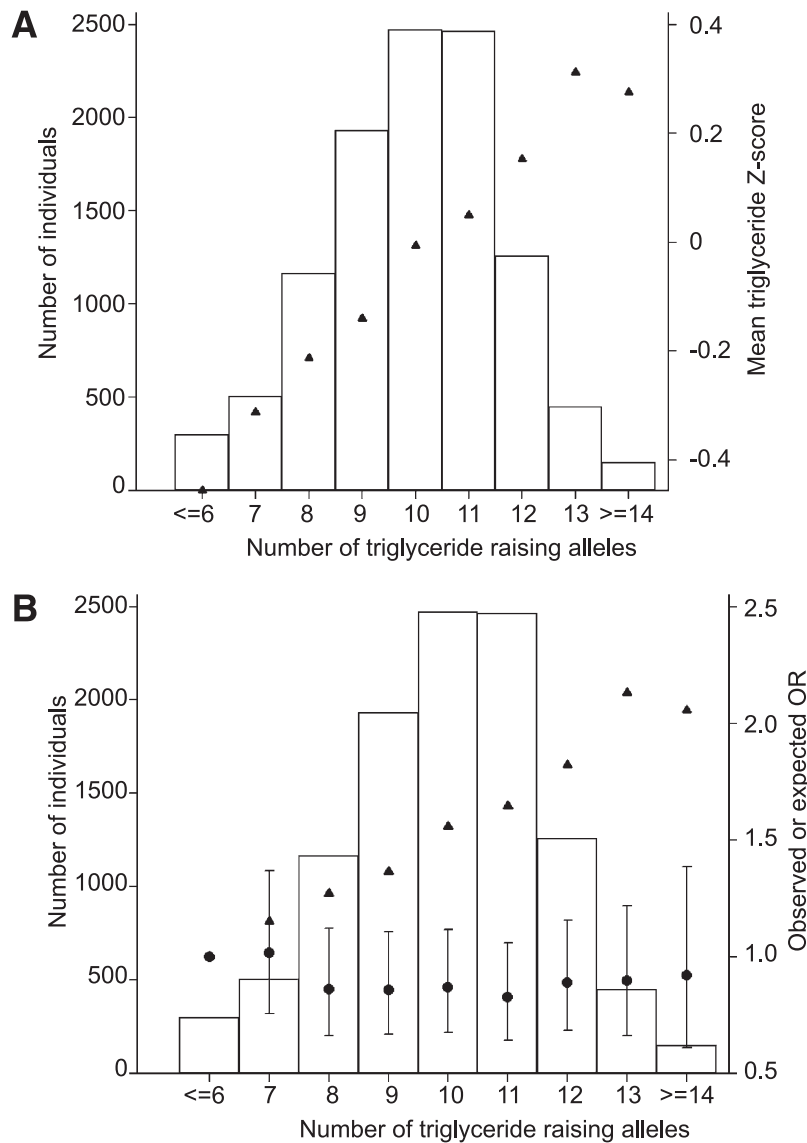 A
Number of individuals
2500
2000
1500
1000
500
0
0.4
0.2
0
-0.2
-0.4
Mean triglyceride Z-score
<=6 7 8 9 10 11 12 13 >=14
Number of triglyceride raising alleles
B
Number of individuals
2500
2000
1500
1000
500
0
2.5
2.0
1.5
1.0
0.5
Observed or expected OR
<=6 7 8 9 10 11 12 13 >=14
Number of triglyceride raising alleles